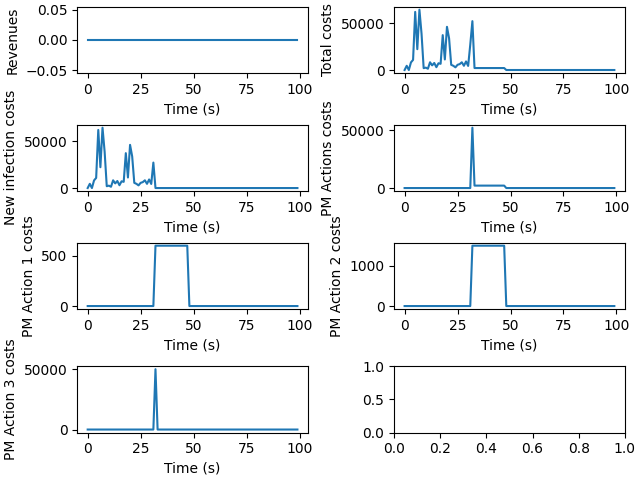 Revenues
0.05
0.00
−0.05
0 25 50 75 100
Time (s)
Total costs
50000
0
0 25 50 75 100
Time (s)
New infection costs
50000
0
0 25 50 75 100
Time (s)
PM Actions costs
50000
0
0 25 50 75 100
Time (s)
PM Action 1 costs
500
0
0 25 50 75 100
Time (s)
PM Action 2 costs
1000
0
0 25 50 75 100
Time (s)
PM Action 3 costs
50000
0
0 25 50 75 100
Time (s)
1.0
0.5
0.0
0.0 0.2 0.4 0.6 0.8 1.0